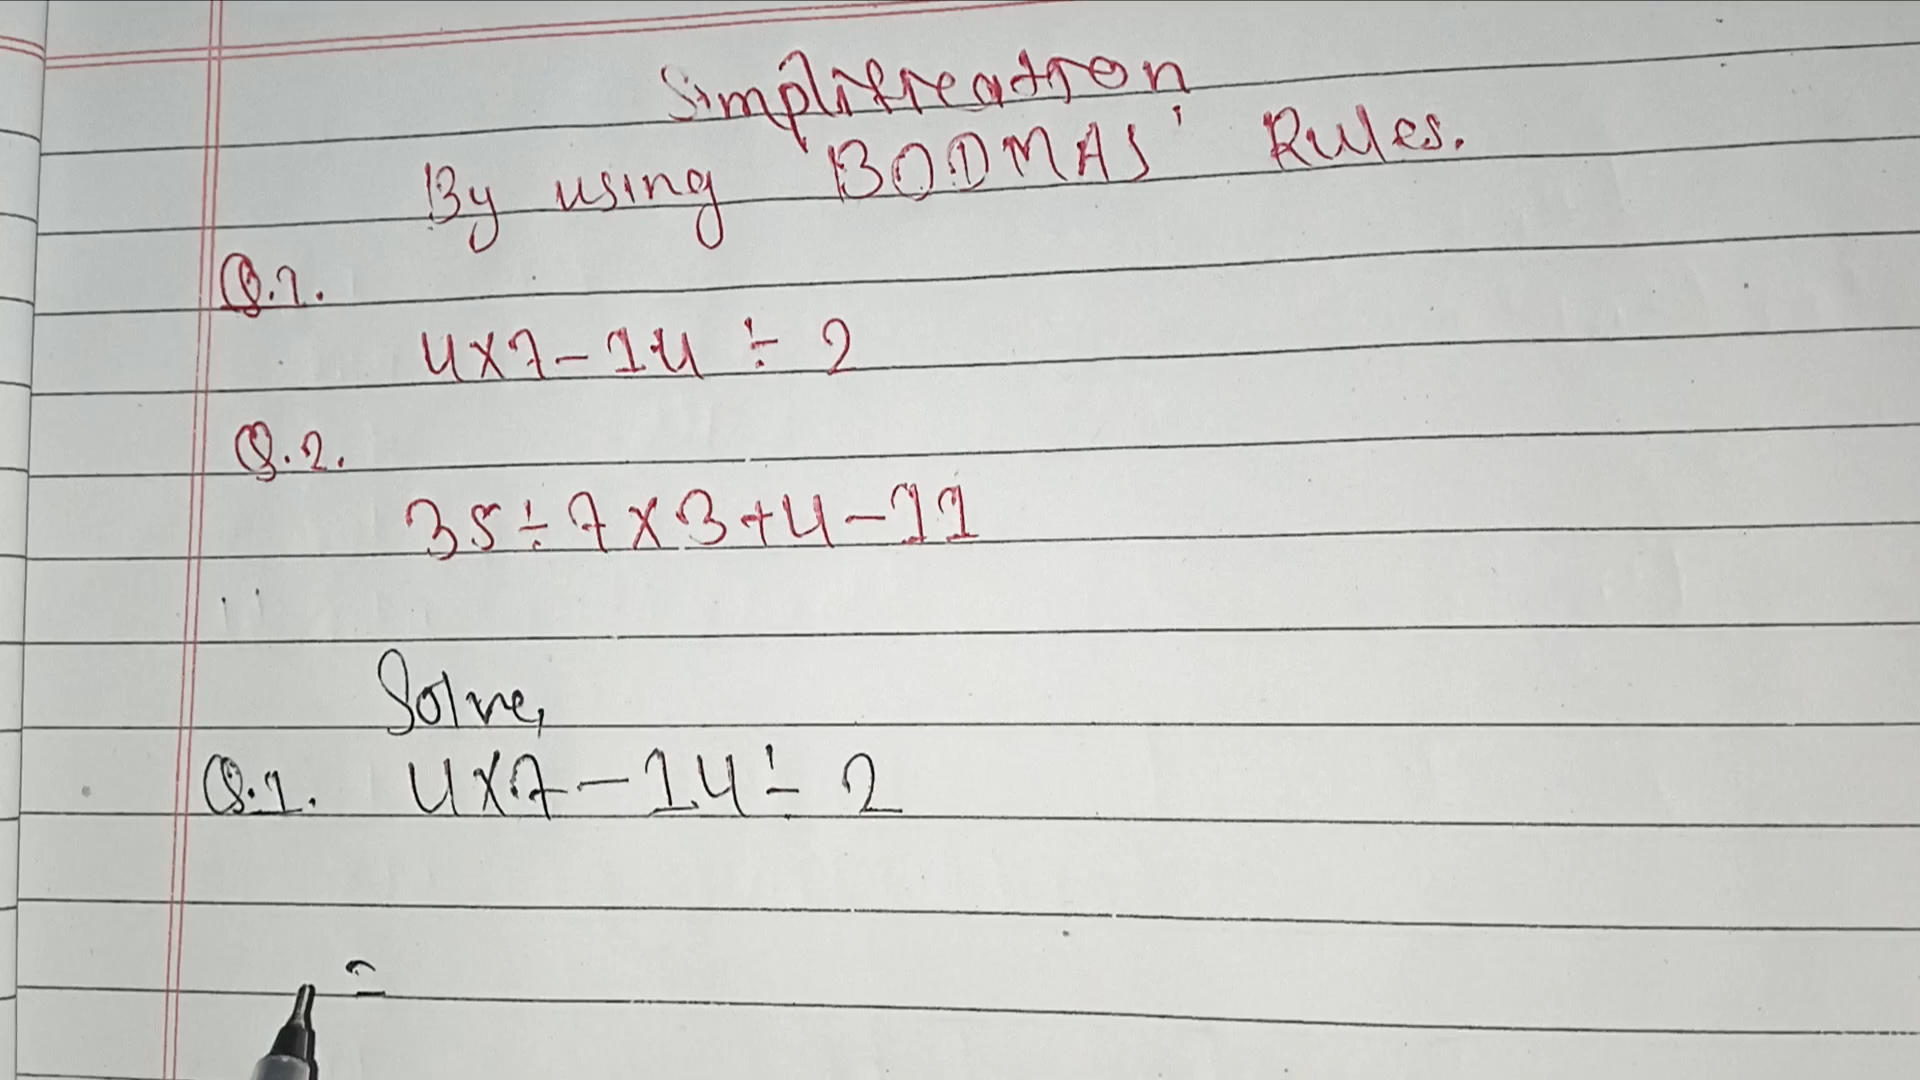 Simplification
By using 'BODMAS' Rules.
Q.1.
4×7-14÷2
Q.2.
35÷7×3+4-11
Solve,
Q.1. 4×7-14÷2
=